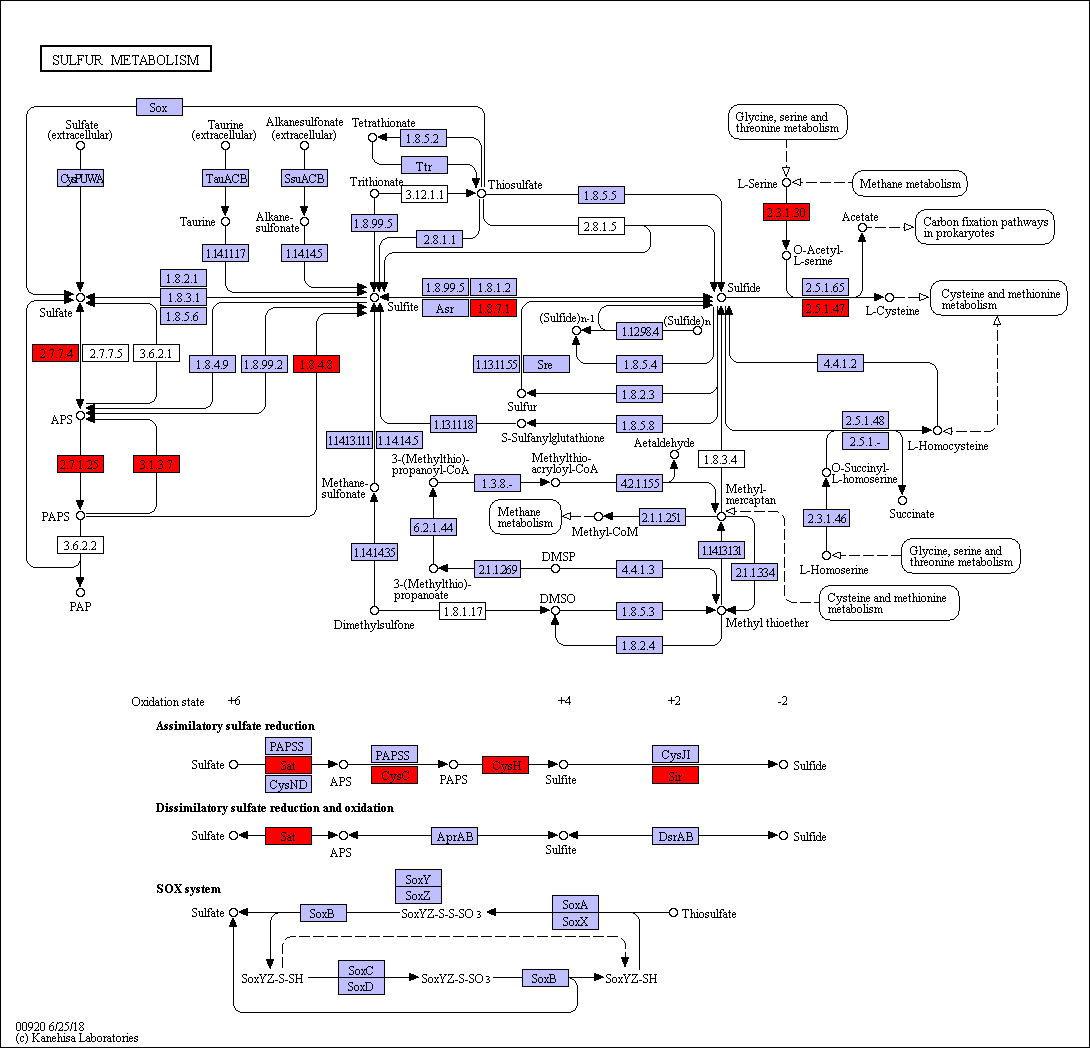 SULFUR METABOLISM
Sox
Sulfate
(extracellular)
Taurine
(extracellular)
Alkanesulfonate
(extracellular)
Tetrathionate
1.8.5.2
Ttr
Glycine, serine and
threonine metabolism
CysPUWA
TauACB
SsuACB
Trithionate
3.12.1.1
Thiosulfate
1.8.5.5
L-Serine
Methane metabolism
Taurine
Alkane-
sulfonate
1.8.99.5
2.8.1.1
2.8.1.5
2.3.1.30
Acetate
Carbon fixation pathways
in prokaryotes
1.14.11.17
1.14.14.5
O-Acetyl-
L-serine
1.8.2.1
1.8.3.1
1.8.5.6
Sulfate
Sulfite
1.8.99.5
1.8.1.2
Asr
1.8.7.1
Sulfide
2.5.1.65
2.5.1.47
L-Cysteine
Cysteine and methionine
metabolism
(Sulfide)n-1
1.12.98.4
(Sulfide)n
2.7.7.4
2.7.7.5
3.6.2.1
1.8.4.9
1.8.99.2
1.8.4.8
1.13.11.55
Sre
1.8.5.4
4.4.1.2
1.8.2.3
Sulfur
APS
1.13.11.18
S-Sulfanylglutathione
1.8.5.8
2.5.1.48
2.5.1.-
L-Homocysteine
1.14.13.111
1.14.14.5
Aetaldehyde
2.7.1.25
3.1.3.7
3-(Methylthio)-
propanoyl-CoA
Methylthio-
acryloyl-CoA
1.8.3.4
O-Succinyl-
L-homoserine
Methane-
sulfonate
1.3.8.-
4.2.1.155
Methyl-
mercaptan
Succinate
PAPS
Methane
metabolism
Methyl-CoM
2.1.1.251
2.3.1.46
3.6.2.2
6.2.1.44
1.14.14.35
1.14.13.131
L-Homoserine
Glycine, serine and
threonine metabolism
2.1.1.269
DMSP
4.4.1.3
2.1.1.334
3-(Methylthio)-
propanoate
PAP
Dimethylsulfone
1.8.1.17
DMSO
1.8.5.3
Methyl thioether
Cysteine and methionine
metabolism
1.8.2.4
Oxidation state
+6
+4
+2
-2
Assimilatory sulfate reduction
Sulfate
PAPSS
Sat
CysND
APS
PAPSS
CysC
PAPS
CysH
Sulfite
CysJI
Sir
Sulfide
Dissimilatory sulfate reduction and oxidation
Sulfate
Sat
APS
AprAB
Sulfite
DsrAB
Sulfide
SOX system
SoxY
SoxZ
Sulfate
SoxB
SoxYZ-S-S-SO3
SoxA
SoxX
Thiosulfate
SoxYZ-S-SH
SoxC
SoxD
SoxYZ-S-SO3
SoxB
SoxYZ-SH
00920 6/25/18
(c) Kanehisa Laboratories